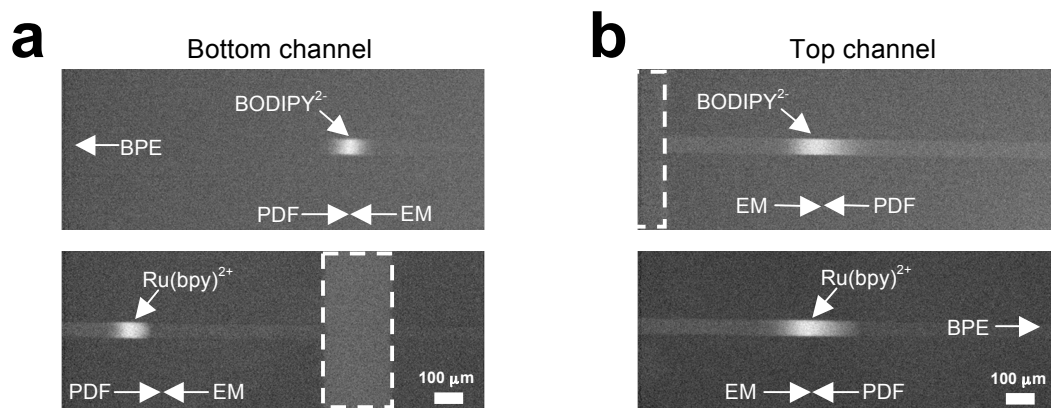 a
Bottom channel
BODIPY²⁻
BPE
PDF EM
Ru(bpy)²⁺
PDF EM
100 μm
b
Top channel
BODIPY²⁻
EM PDF
Ru(bpy)²⁺
BPE
EM PDF
100 μm